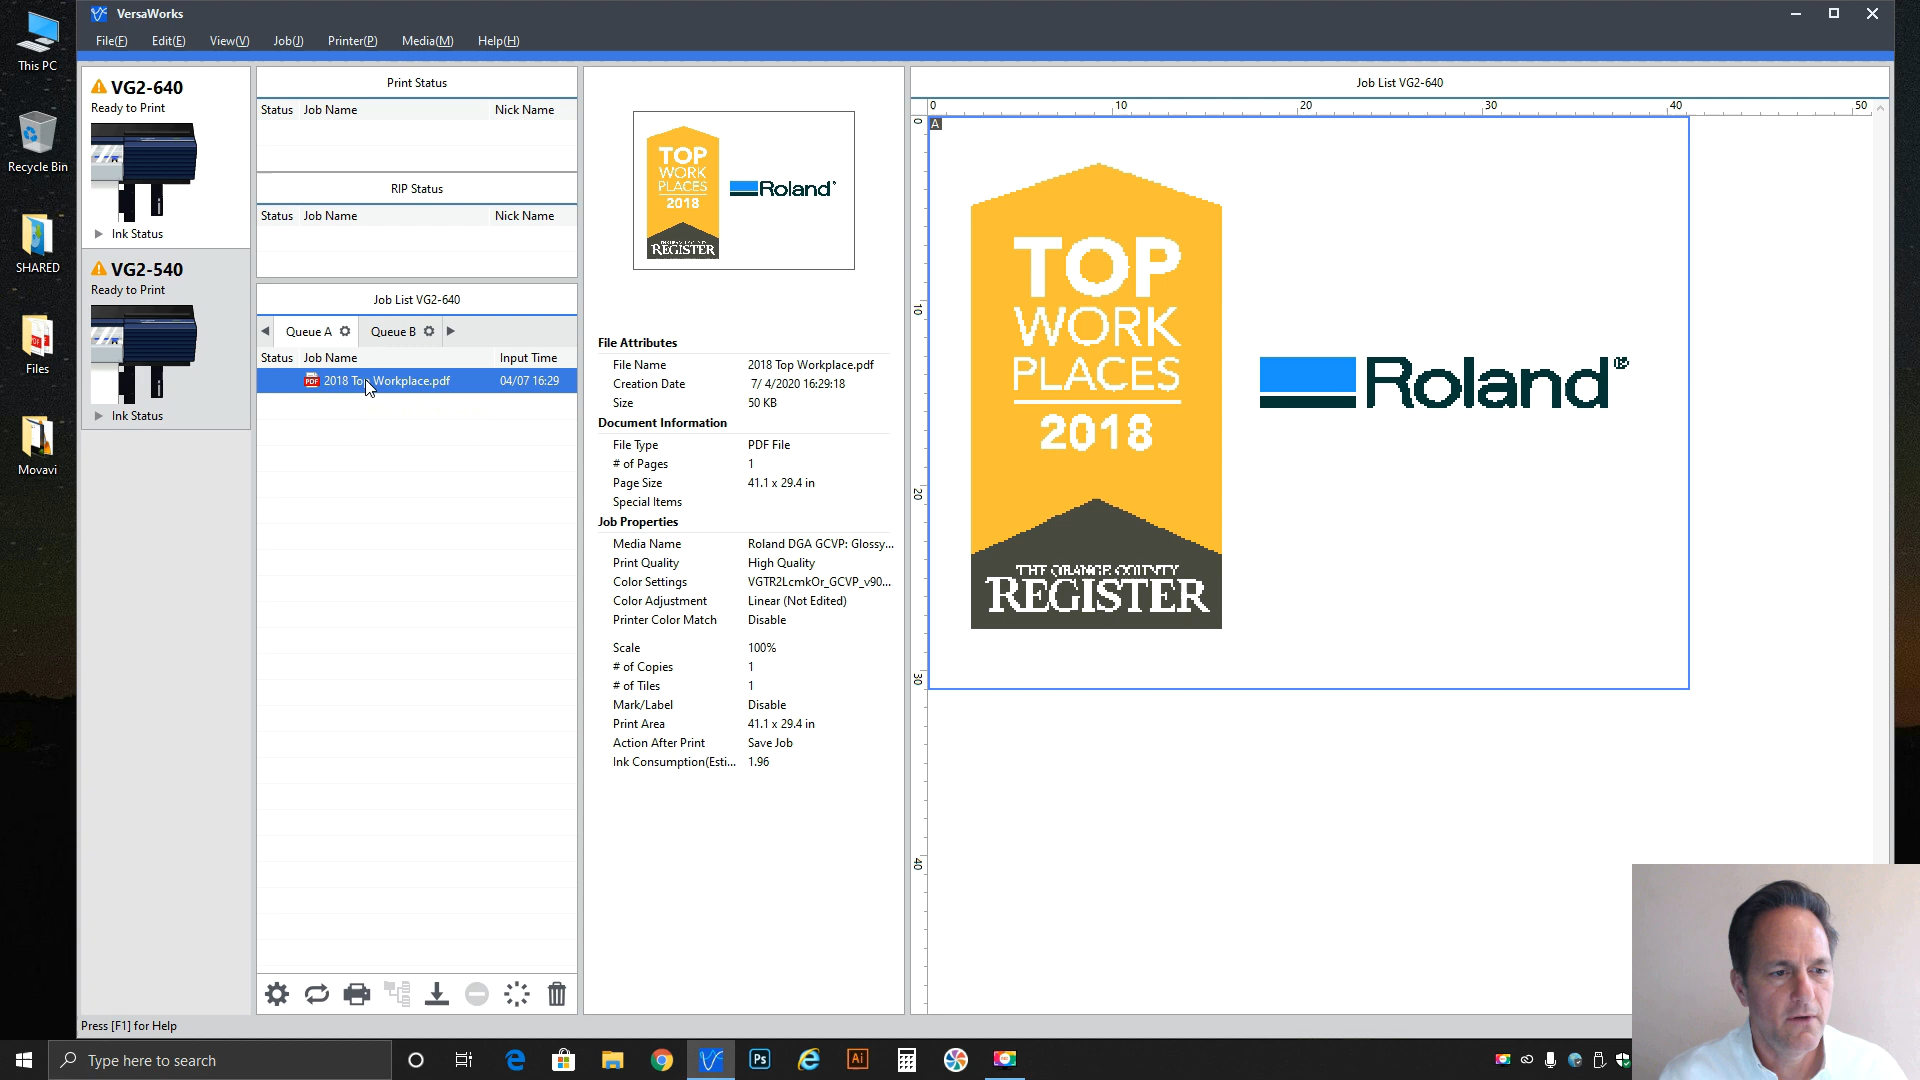 This PC
Recycle Bin
SHARED
Files
Movavi
VersaWorks
File(F) Edit(E) View(V) Job(J) Printer(P) Media(M) Help(H)
VG2-640
Ready to Print
Ink Status
VG2-540
Ready to Print
Ink Status
Print Status
Status Job Name Nick Name
RIP Status
Status Job Name Nick Name
Job List VG2-640
Queue A Queue B
Status Job Name Input Time
2018 Top Workplace.pdf 04/07 16:29
TOP
WORK
PLACES
2018
REGISTER
Roland
File Attributes
File Name 2018 Top Workplace.pdf
Creation Date 7/ 4/2020 16:29:18
Size 50 KB
Document Information
File Type PDF File
# of Pages 1
Page Size 41.1 x 29.4 in
Special Items
Job Properties
Media Name Roland DGA GCVP: Glossy...
Print Quality High Quality
Color Settings VGTR2LcmkOr_GCVP_v90...
Color Adjustment Linear (Not Edited)
Printer Color Match Disable
Scale 100%
# of Copies 1
# of Tiles 1
Mark/Label Disable
Print Area 41.1 x 29.4 in
Action After Print Save Job
Ink Consumption(Esti... 1.96
Job List VG2-640
0 10 20 30 40 50
0
10
20
30
40
A
TOP
WORK
PLACES
2018
THE ORANGE COUNTY
REGISTER
Roland®
Press [F1] for Help
Type here to search
Ps
Ai